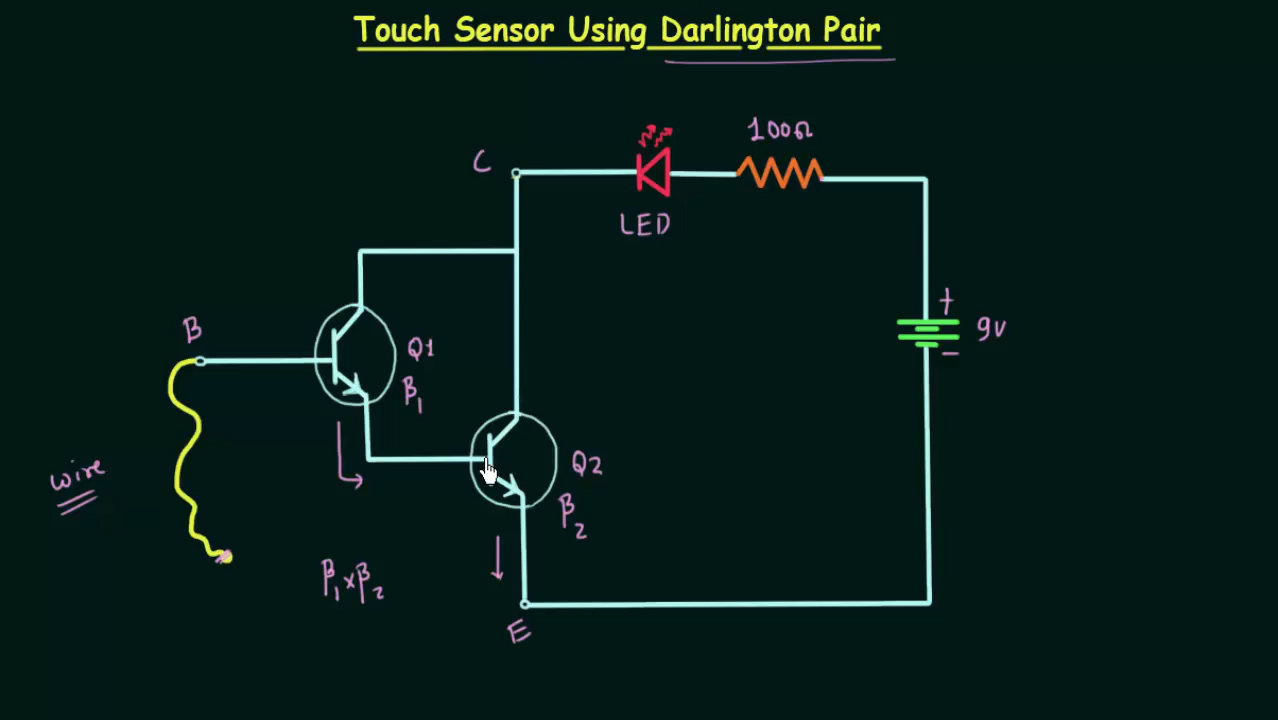 Touch Sensor Using Darlington Pair
100Ω
C
LED
+
9v
−
B
Q1
β1
wire
Q2
β2
β1×β2
E